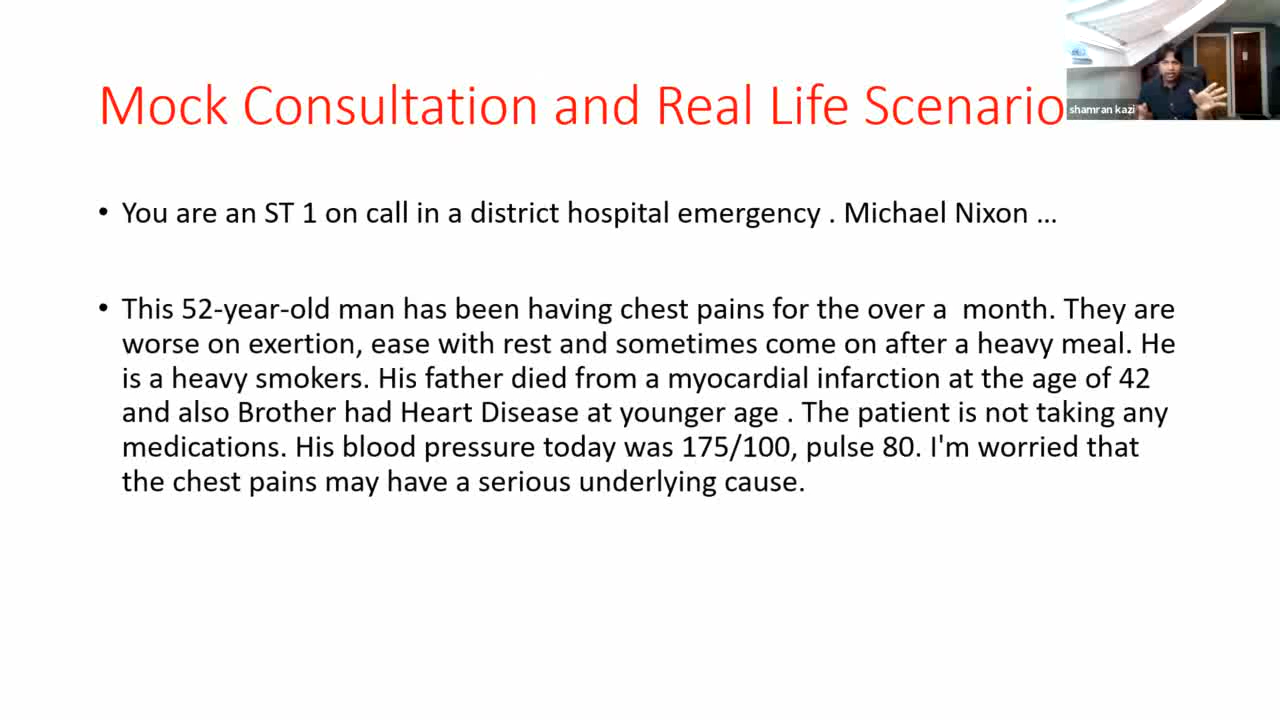 Mock Consultation and Real Life Scenario
shamran kazi
• You are an ST 1 on call in a district hospital emergency . Michael Nixon …
• This 52-year-old man has been having chest pains for the over a  month. They are
worse on exertion, ease with rest and sometimes come on after a heavy meal. He
is a heavy smokers. His father died from a myocardial infarction at the age of 42
and also Brother had Heart Disease at younger age . The patient is not taking any
medications. His blood pressure today was 175/100, pulse 80. I'm worried that
the chest pains may have a serious underlying cause.